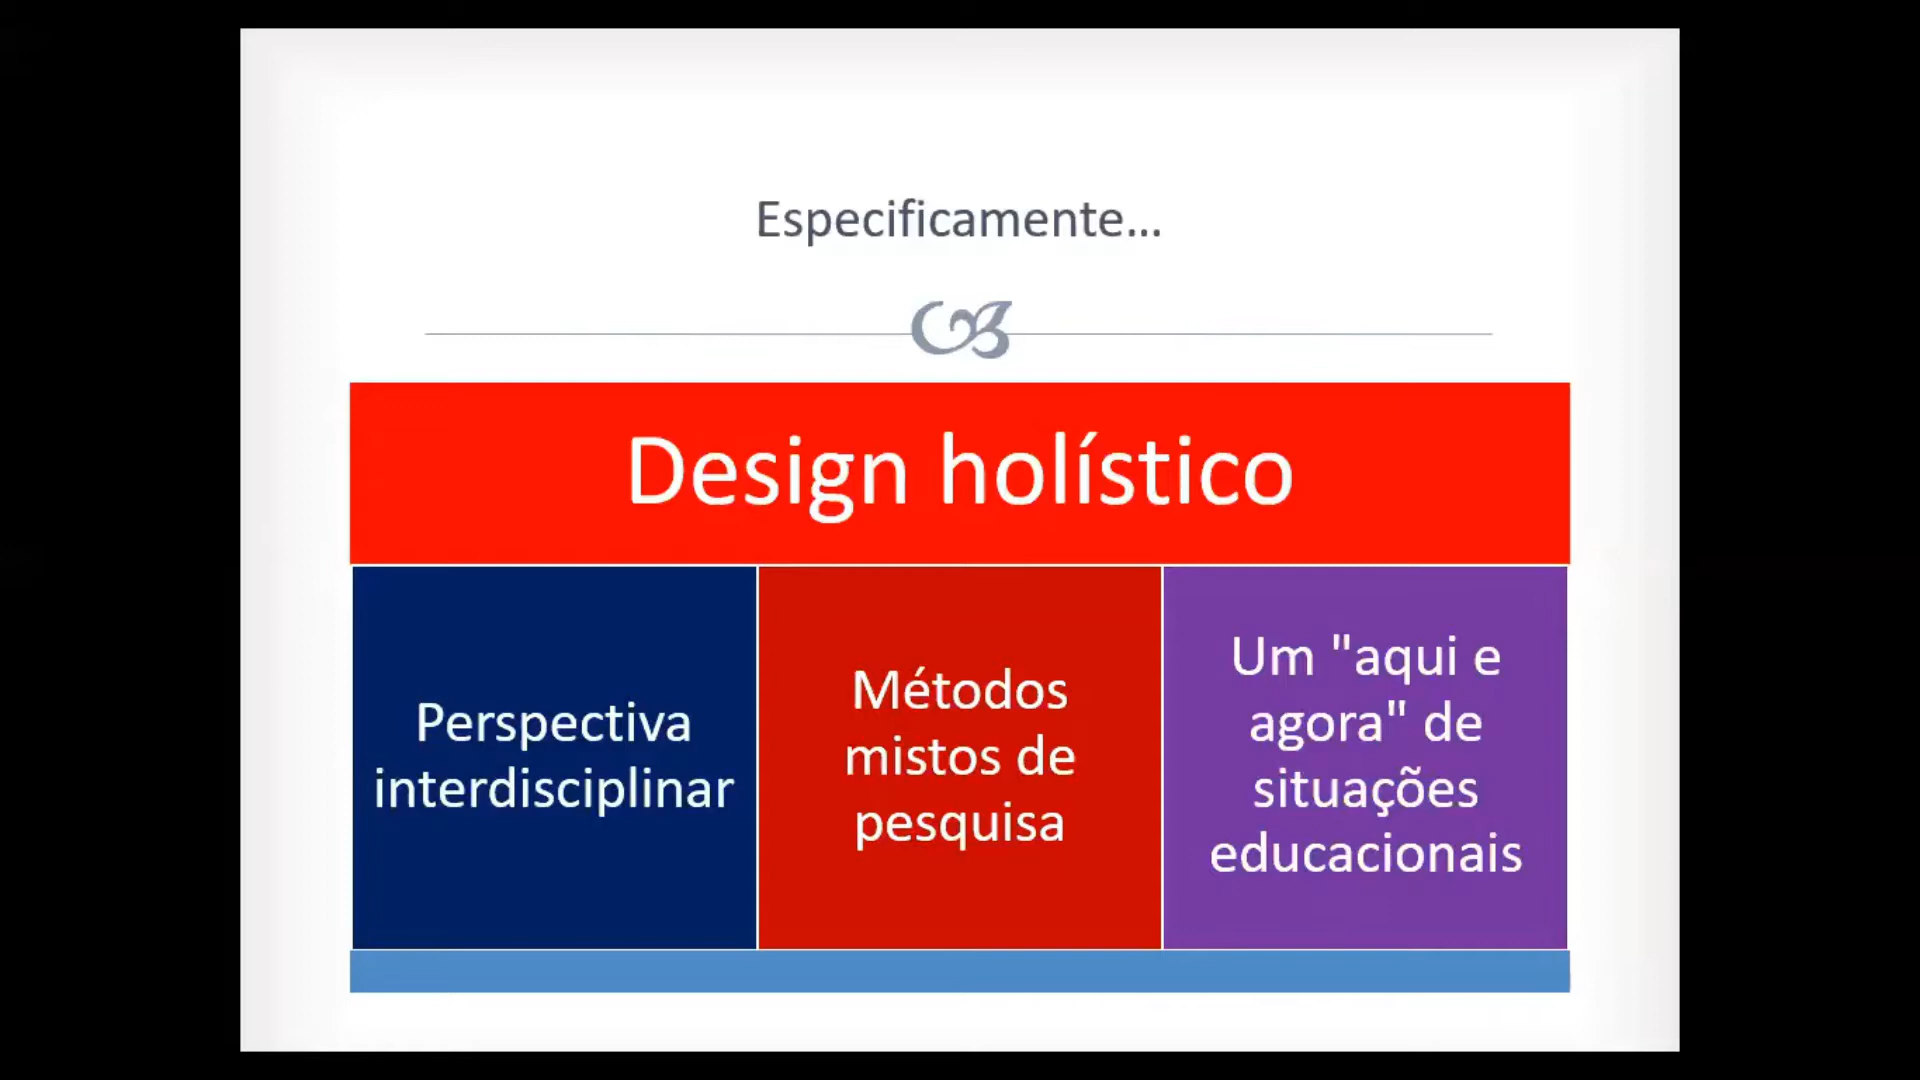 Especificamente...
Design holístico
Perspectiva
interdisciplinar
Métodos
mistos de
pesquisa
Um "aqui e
agora" de
situações
educacionais